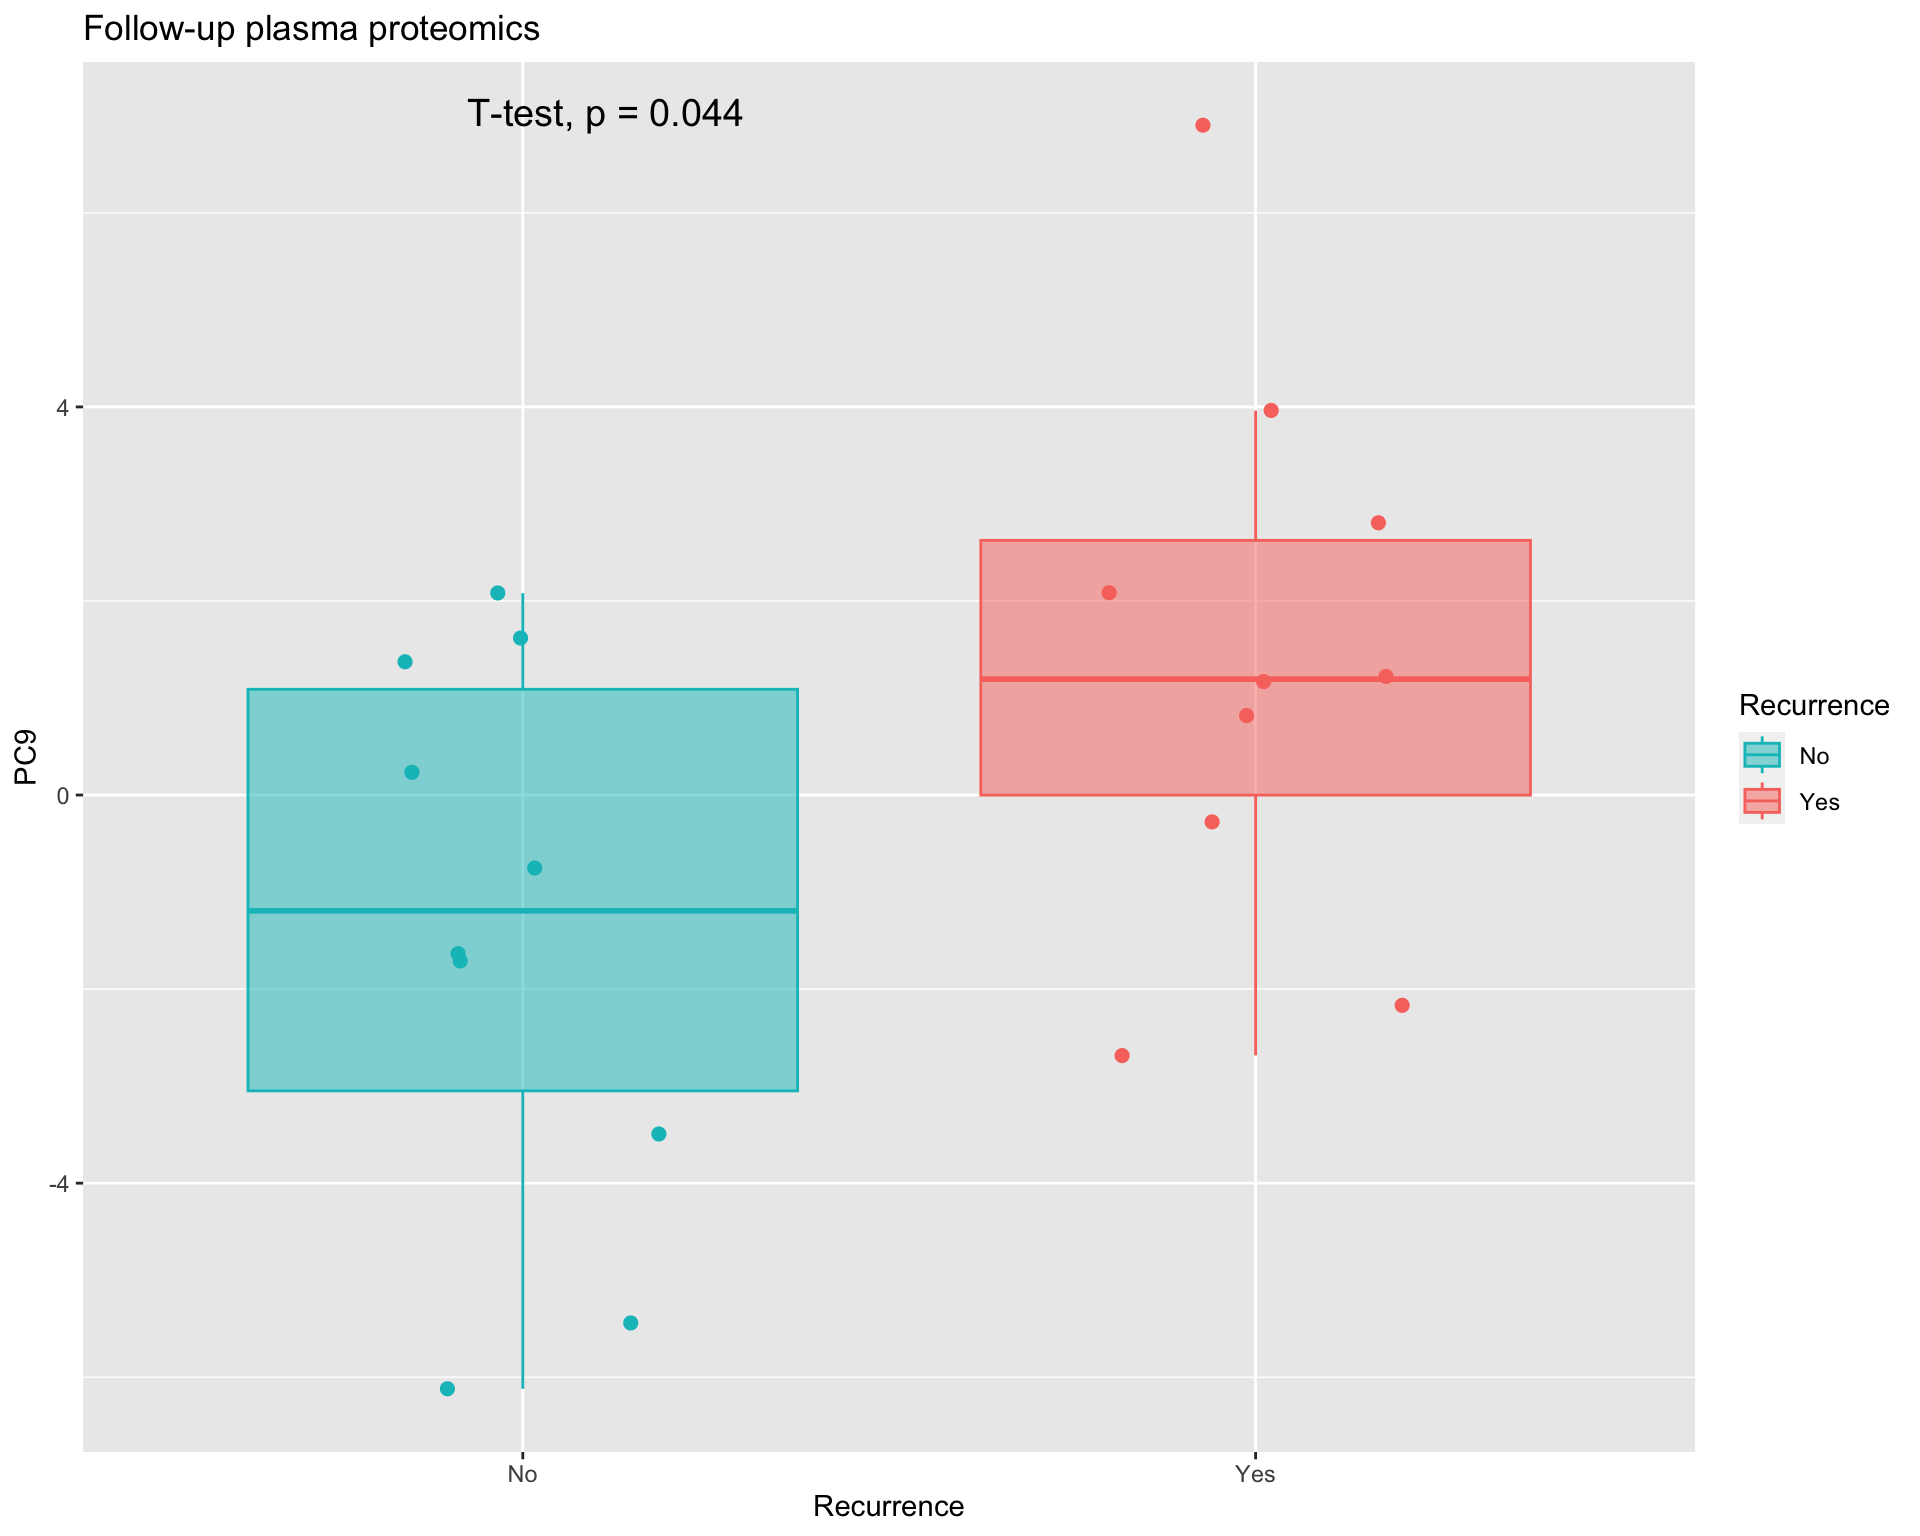 Follow-up plasma proteomics
T-test, p = 0.044
PC9
4
0
-4
No
Yes
Recurrence
Recurrence
No
Yes